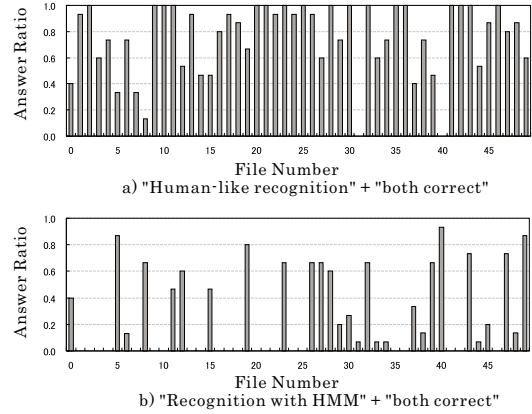 Answer Ratio
1.0
0.8
0.6
0.4
0.2
0.0
0 5 10 15 20 25 30 35 40 45
File Number
a) "Human-like recognition" + "both correct"
Answer Ratio
1.0
0.8
0.6
0.4
0.2
0.0
0 5 10 15 20 25 30 35 40 45
File Number
b) "Recognition with HMM" + "both correct"